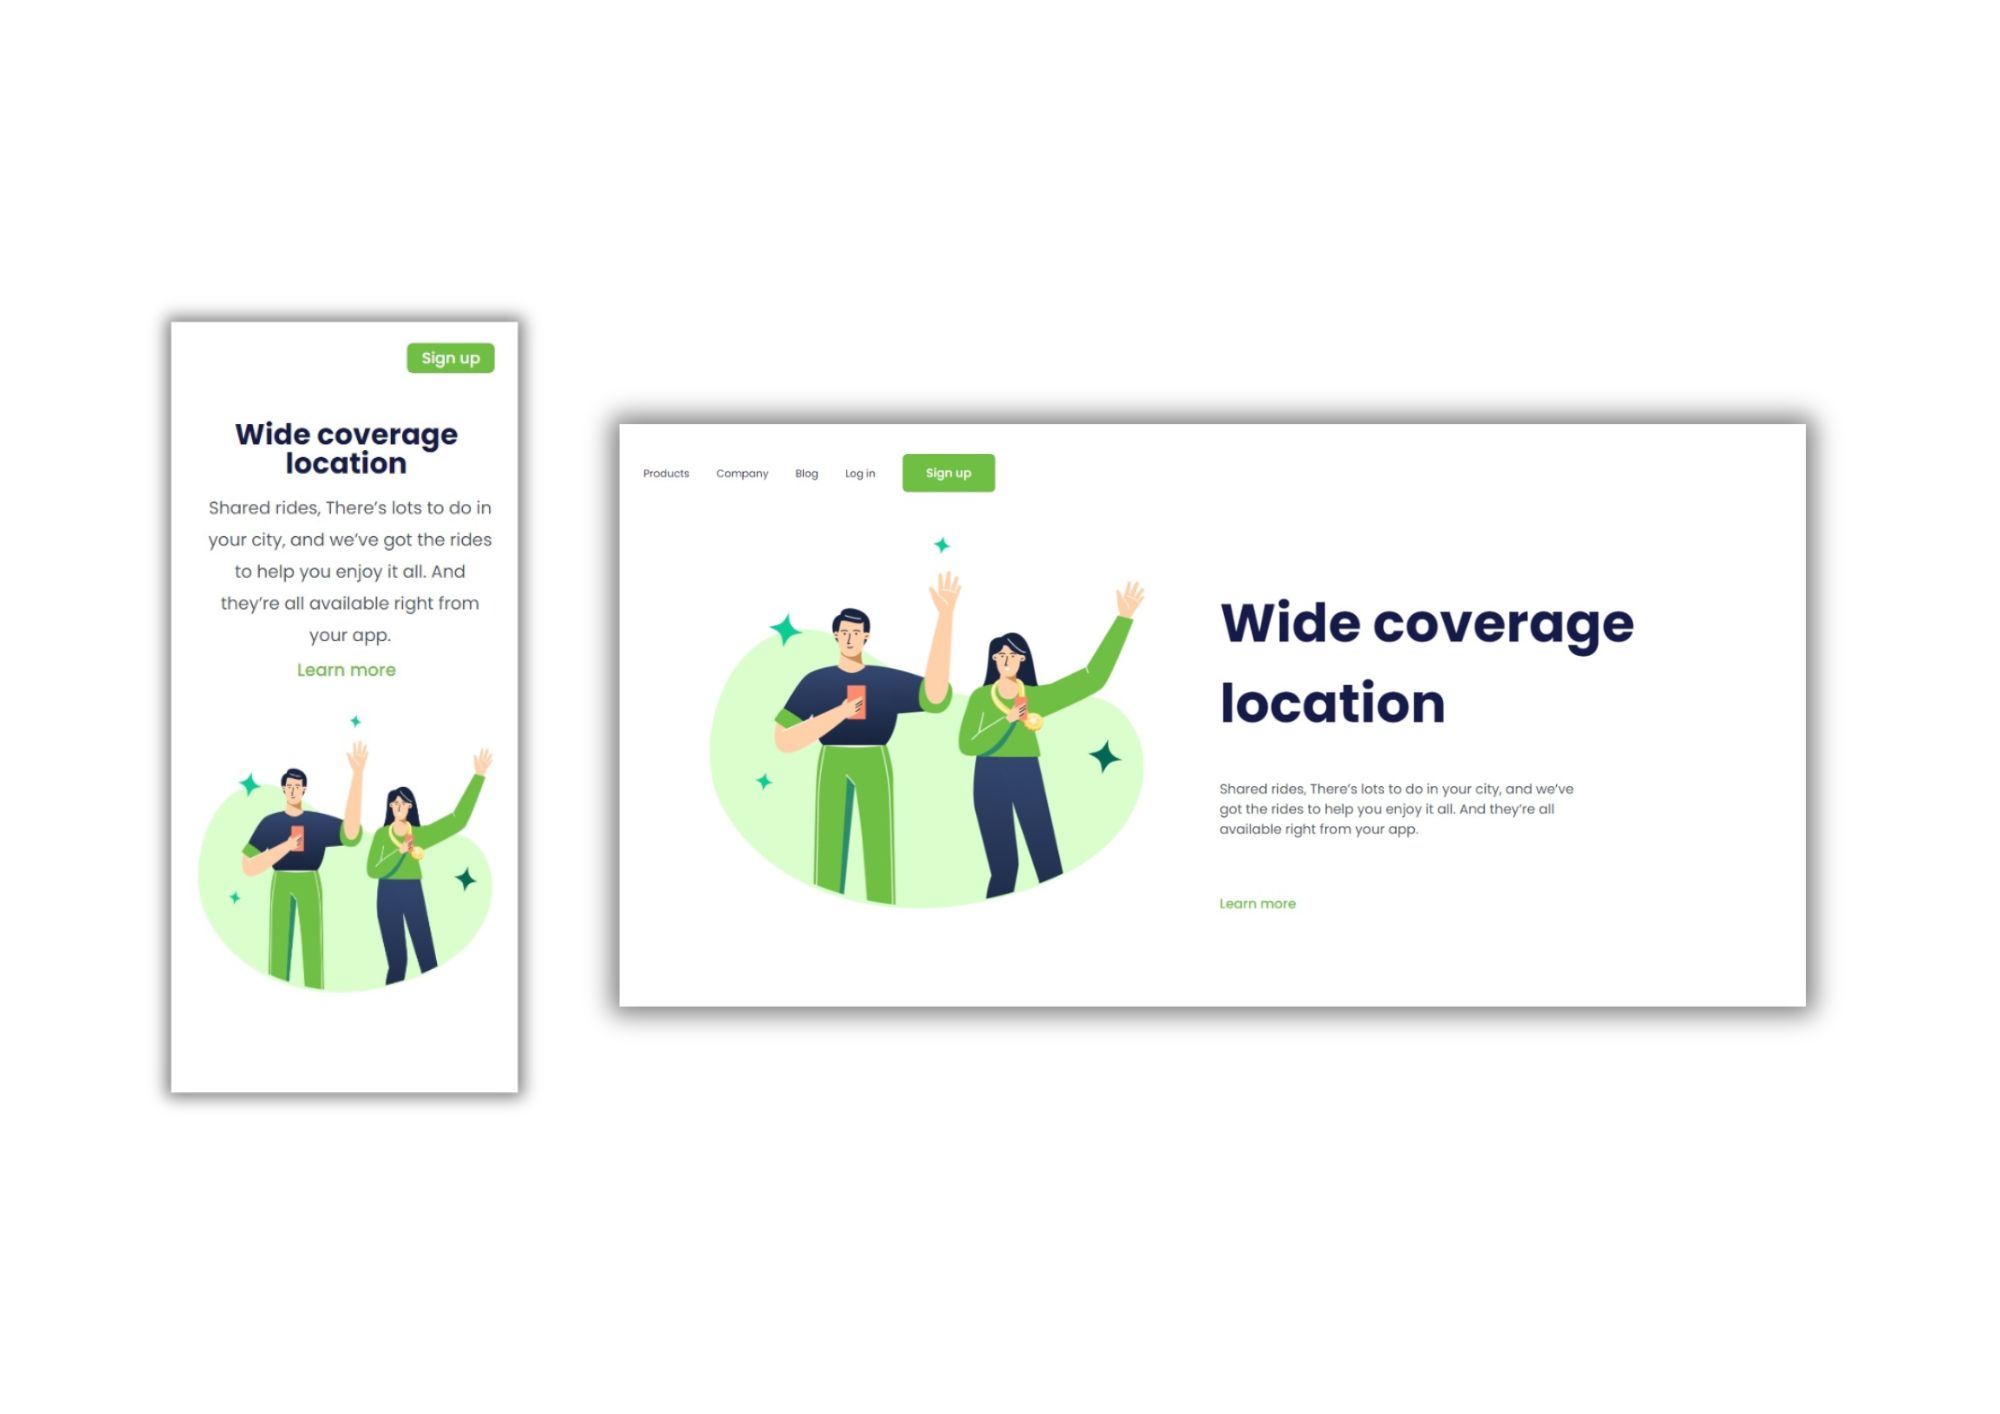 Sign up
Wide coverage
location
Shared rides, There’s lots to do in
your city, and we’ve got the rides
to help you enjoy it all. And
they’re all available right from
your app.
Learn more
Products Company Blog Log in Sign up
Wide coverage
location
Shared rides, There’s lots to do in your city, and we’ve
got the rides to help you enjoy it all. And they’re all
available right from your app.
Learn more